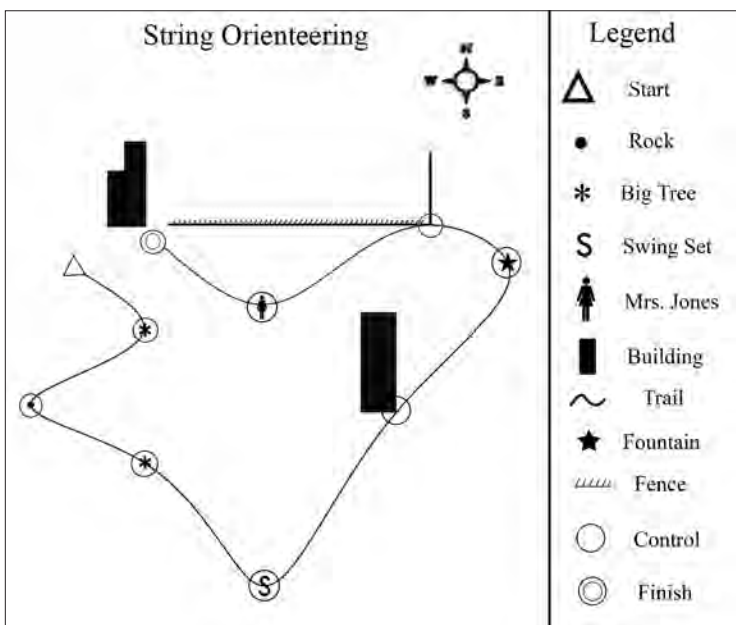 String Orienteering
N
W E
S
S
Legend
Start
Rock
Big Tree
S Swing Set
Mrs. Jones
Building
Trail
Fountain
Fence
Control
Finish